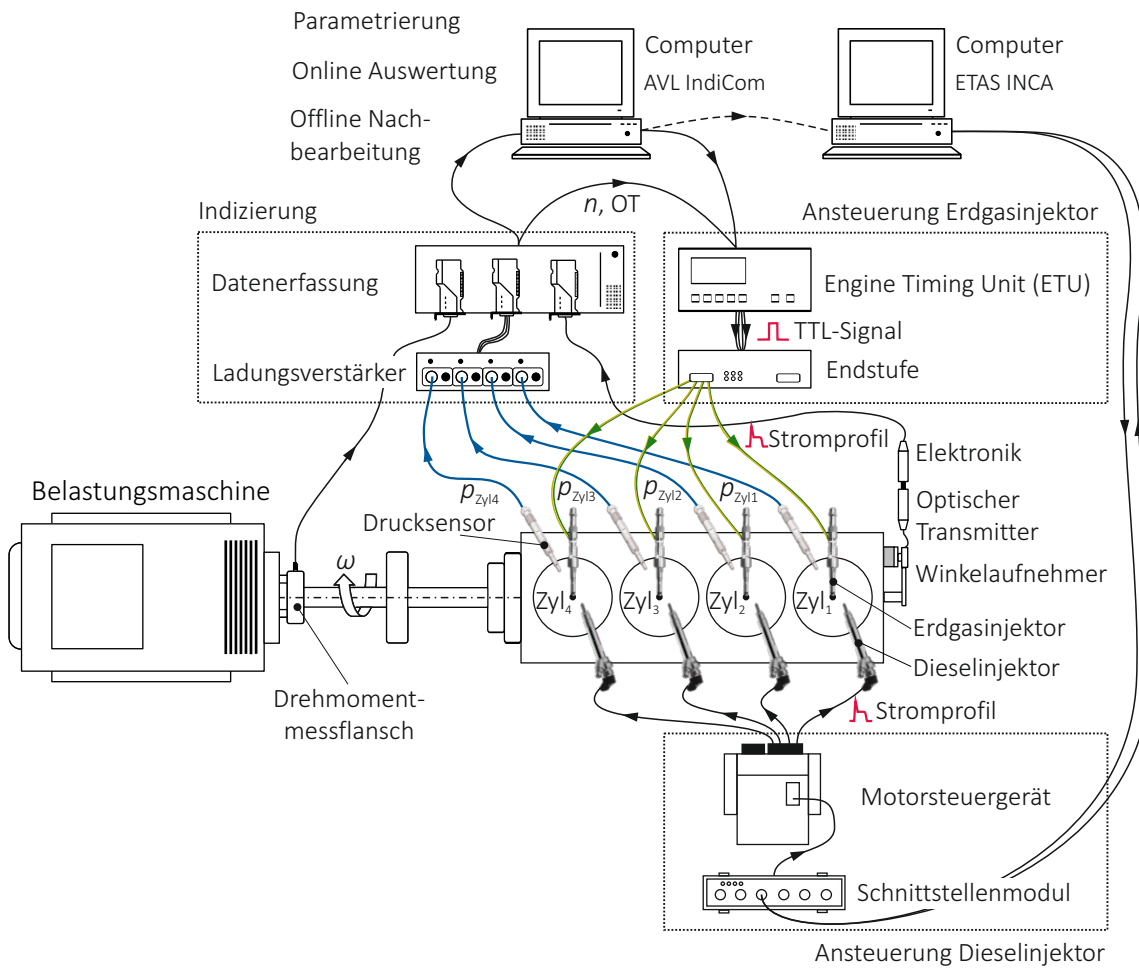 Parametrierung
Online Auswertung
Offline Nach-
bearbeitung
Computer
AVL IndiCom
Computer
ETAS INCA
Indizierung
n, OT
Ansteuerung Erdgasinjektor
Datenerfassung
Engine Timing Unit (ETU)
TTL-Signal
Ladungsverstärker
Endstufe
Stromprofil
Elektronik
Belastungsmaschine
pZyl4
pZyl3
pZyl2
pZyl1
Optischer
Transmitter
Drucksensor
ω
Winkelaufnehmer
Zyl4
Zyl3
Zyl2
Zyl1
Erdgasinjektor
Dieselinjektor
Drehmoment-
messflansch
Stromprofil
Motorsteuergerät
Schnittstellenmodul
Ansteuerung Dieselinjektor